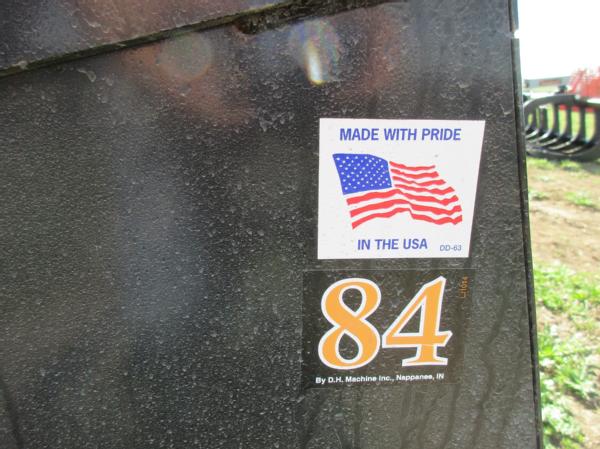 MADE WITH PRIDE
IN THE USA DD-63
84
By D.H. Machine Inc., Nappanee, IN